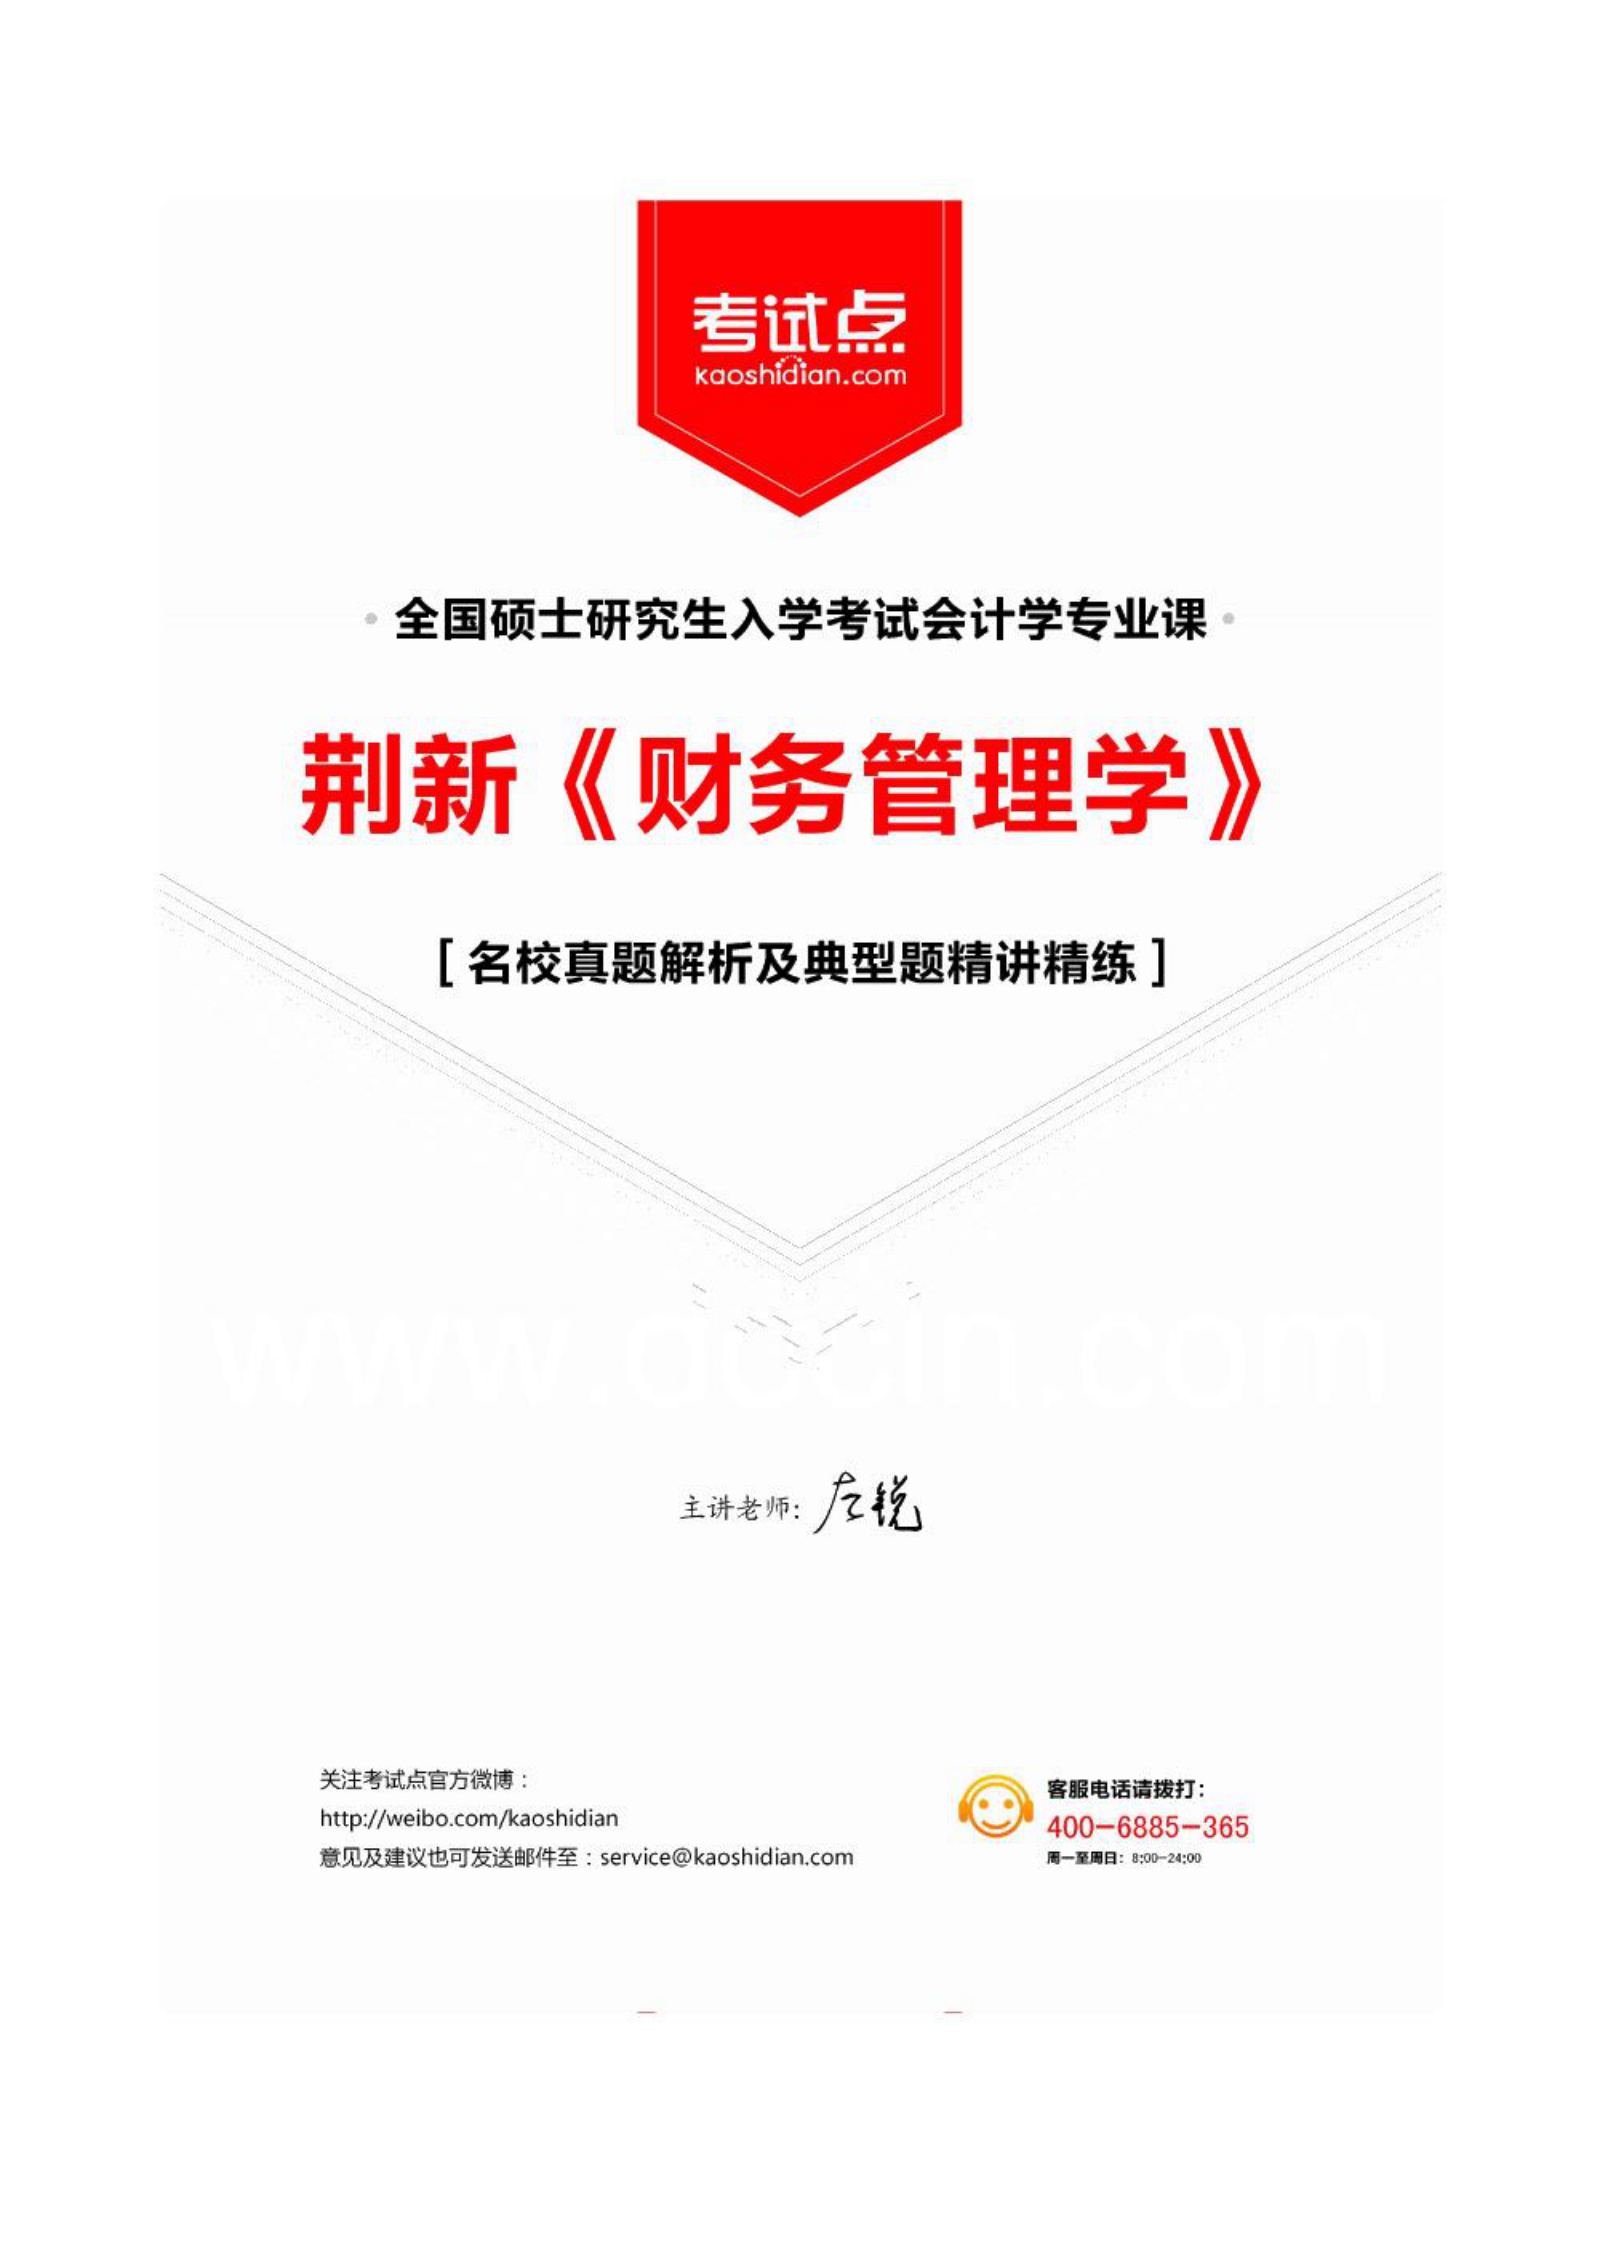 考试点
kaoshidian.com
全国硕士研究生入学考试会计学专业课
荆新《财务管理学》
[ 名校真题解析及典型题精讲精练 ]
www.docin.com
主讲老师: 左锐
关注考试点官方微博：
http://weibo.com/kaoshidian
意见及建议也可发送邮件至：service@kaoshidian.com
客服电话请拨打：
400-6885-365
周一至周日: 8:00-24:00